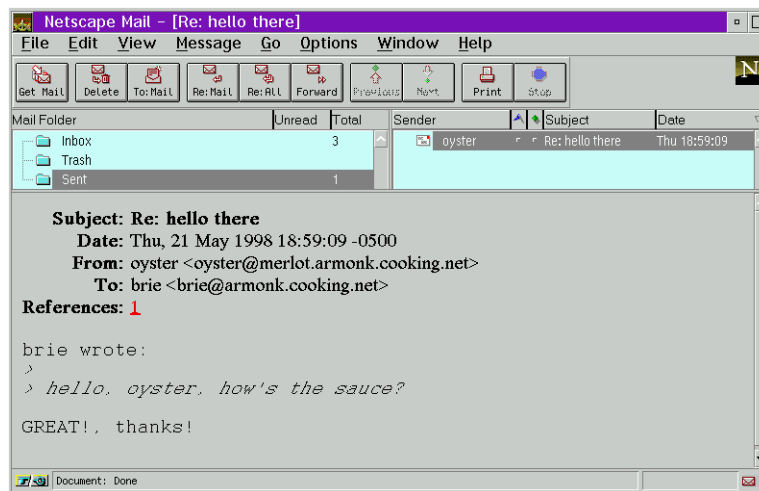 Netscape Mail - [Re: hello there]
File Edit View Message Go Options Window Help
Get Mail Delete To:Mail Re:Mail Re:All Forward Previous Next Print Stop
N
Mail Folder Unread Total Sender Subject Date
Inbox 3 oyster Re: hello there Thu 18:59:09
Trash
Sent 1
Subject: Re: hello there
Date: Thu, 21 May 1998 18:59:09 -0500
From: oyster <oyster@merlot.armonk.cooking.net>
To: brie <brie@armonk.cooking.net>
References: 1
brie wrote:
>
> hello, oyster, how's the sauce?
GREAT!, thanks!
Document: Done